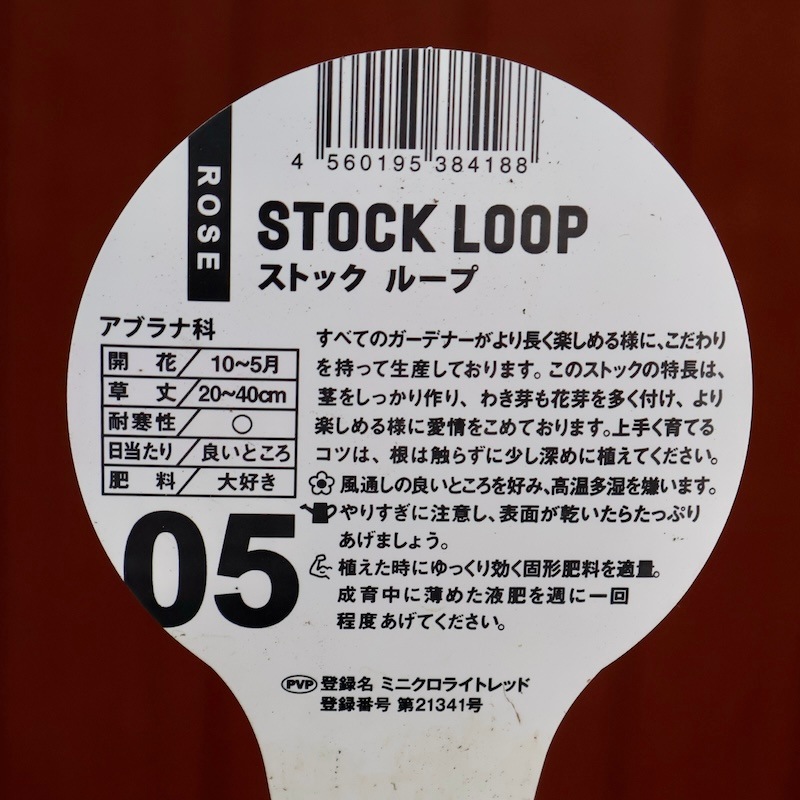 4 560195 384188
ROSE
STOCK LOOP
ストック ループ
アブラナ科
開 花/10~5月
草 丈/20~40cm
耐寒性/○
日当たり/良いところ
肥 料/大好き
05
すべてのガーデナーがより長く楽しめる様に、こだわり
を持って生産しております。このストックの特長は、
茎をしっかり作り、わき芽も花芽を多く付け、より
楽しめる様に愛情をこめております。上手く育てる
コツは、根は触らずに少し深めに植えてください。
風通しの良いところを好み、高温多湿を嫌います。
やりすぎに注意し、表面が乾いたらたっぷり
あげましょう。
植えた時にゆっくり効く固形肥料を適量。
成育中に薄めた液肥を週に一回
程度あげてください。
PVP 登録名 ミニクロライトレッド
登録番号 第21341号